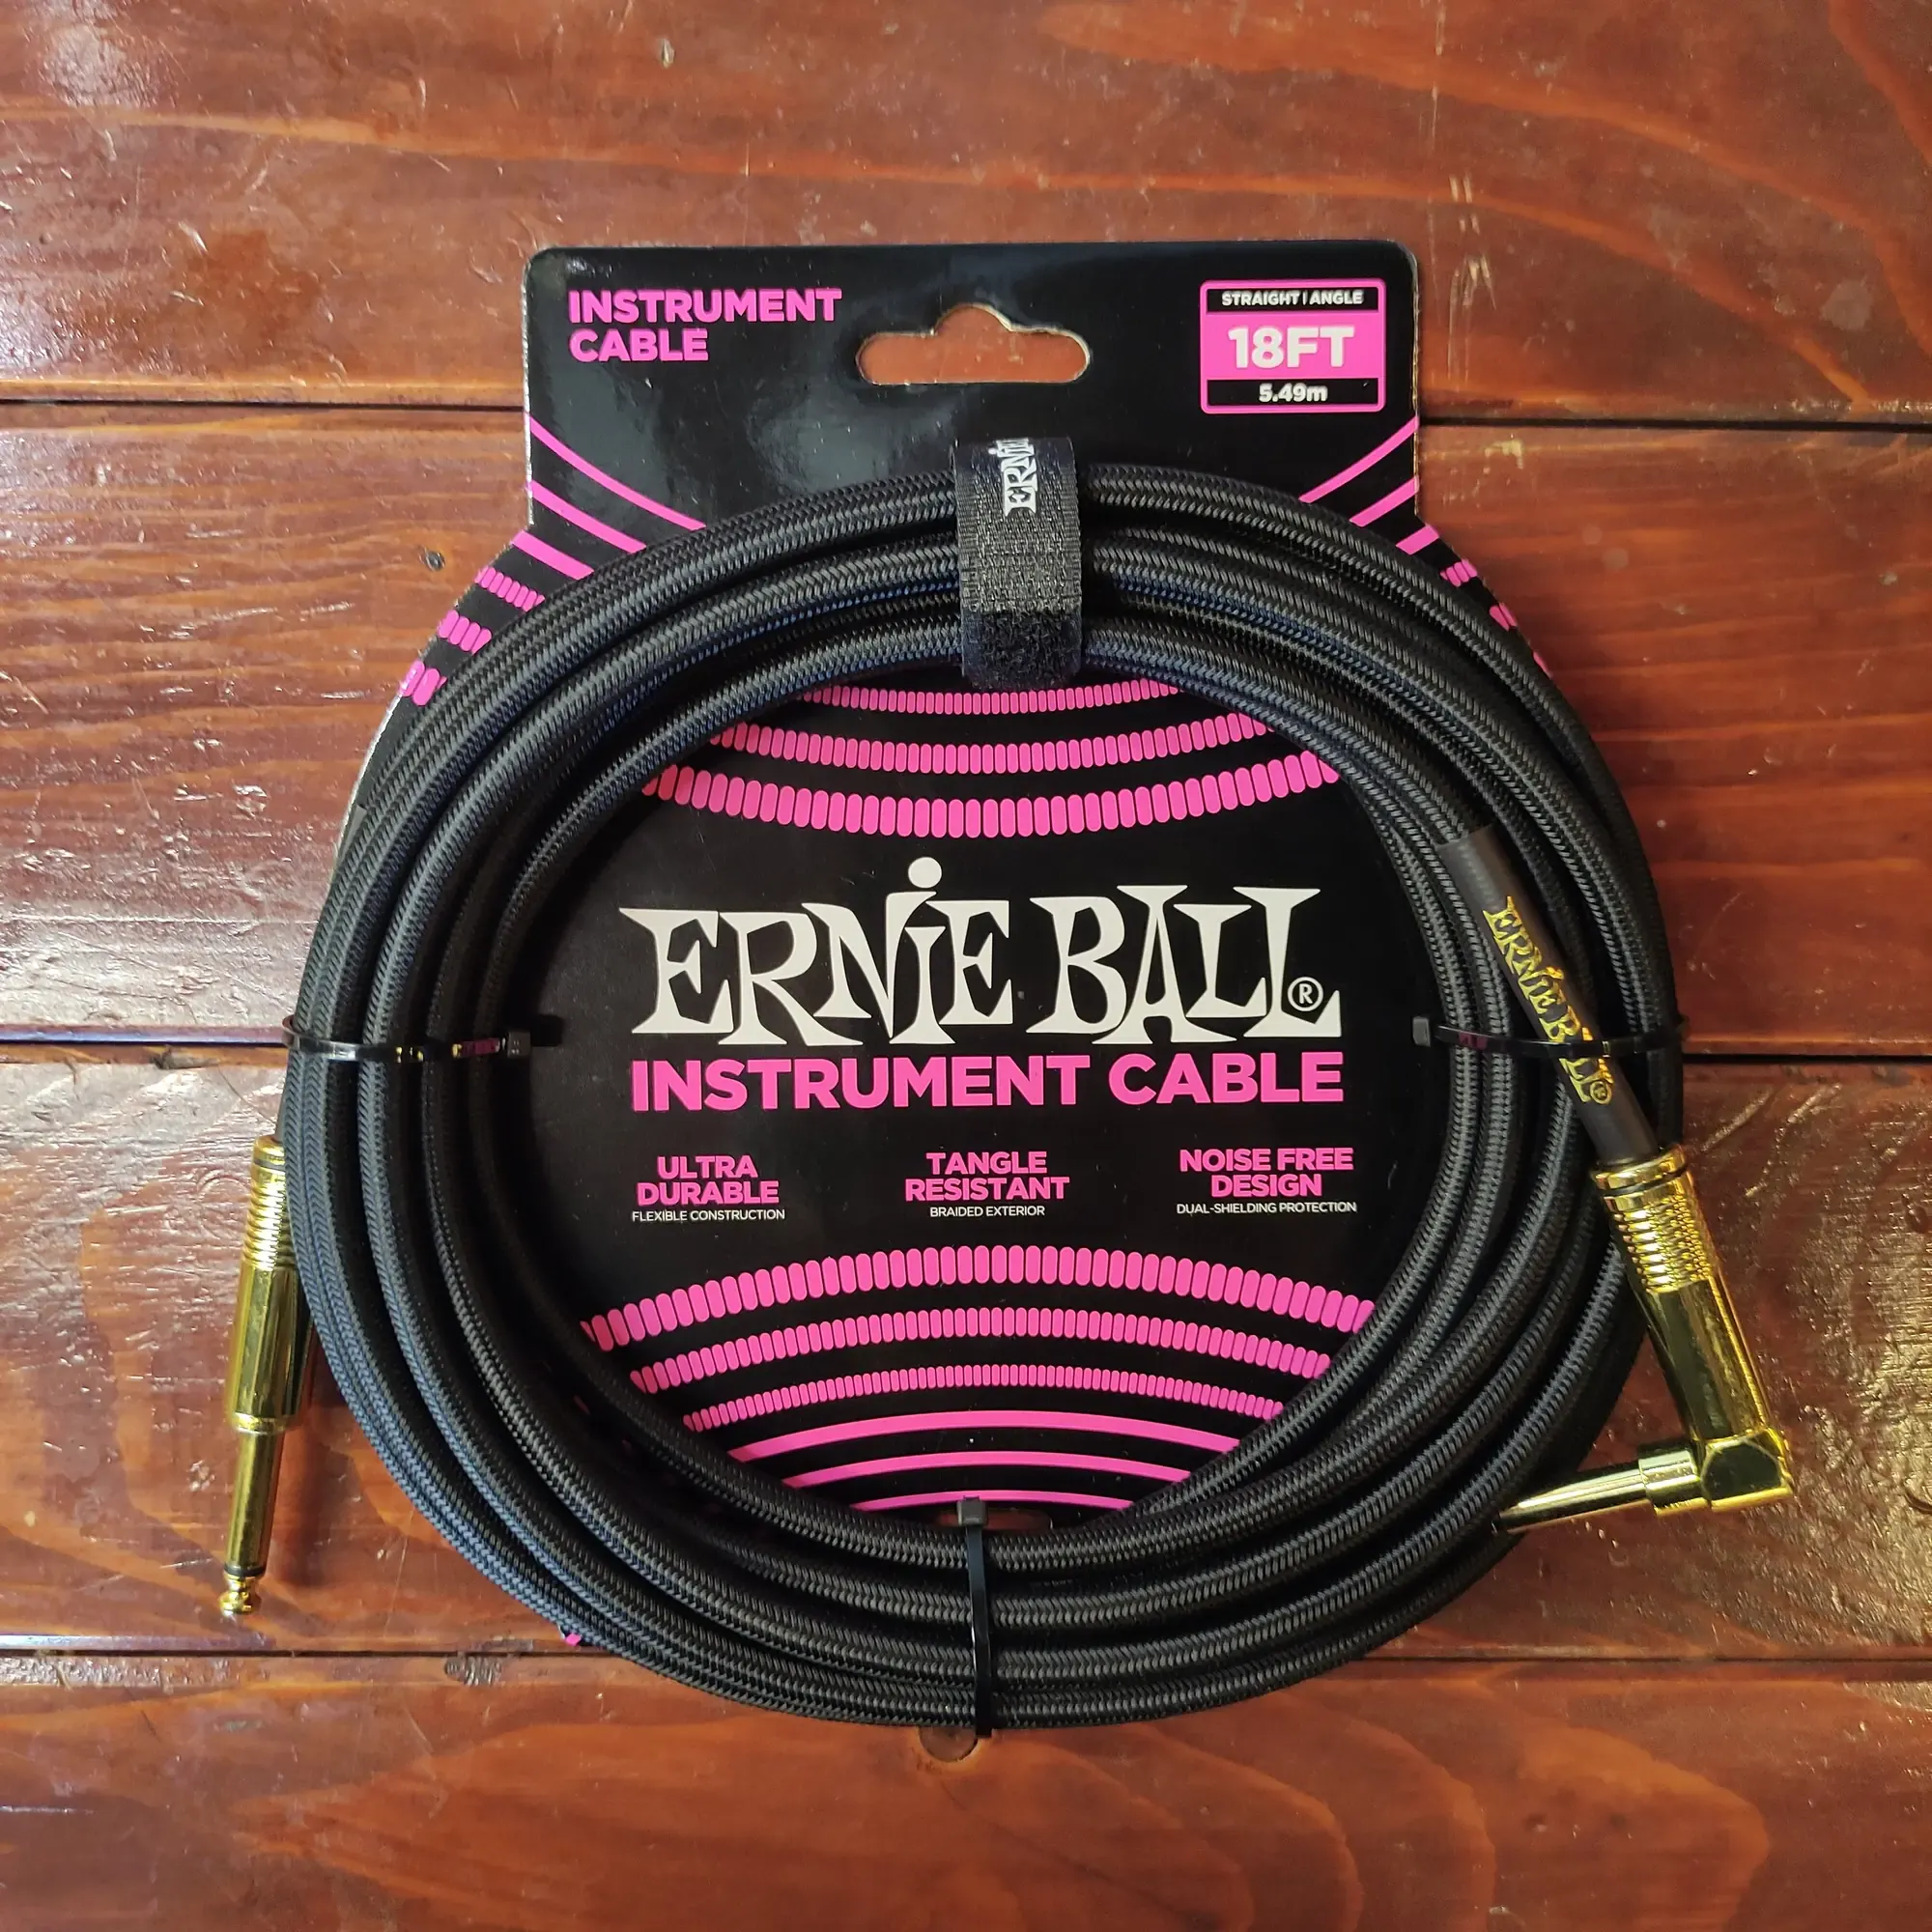 INSTRUMENT
CABLE
STRAIGHT | ANGLE
18FT
5.49m
ERNIE
ERNIE BALL®
INSTRUMENT CABLE
ULTRA
DURABLE
FLEXIBLE CONSTRUCTION
TANGLE
RESISTANT
BRAIDED EXTERIOR
NOISE FREE
DESIGN
DUAL-SHIELDING PROTECTION
ERNIE BALL®